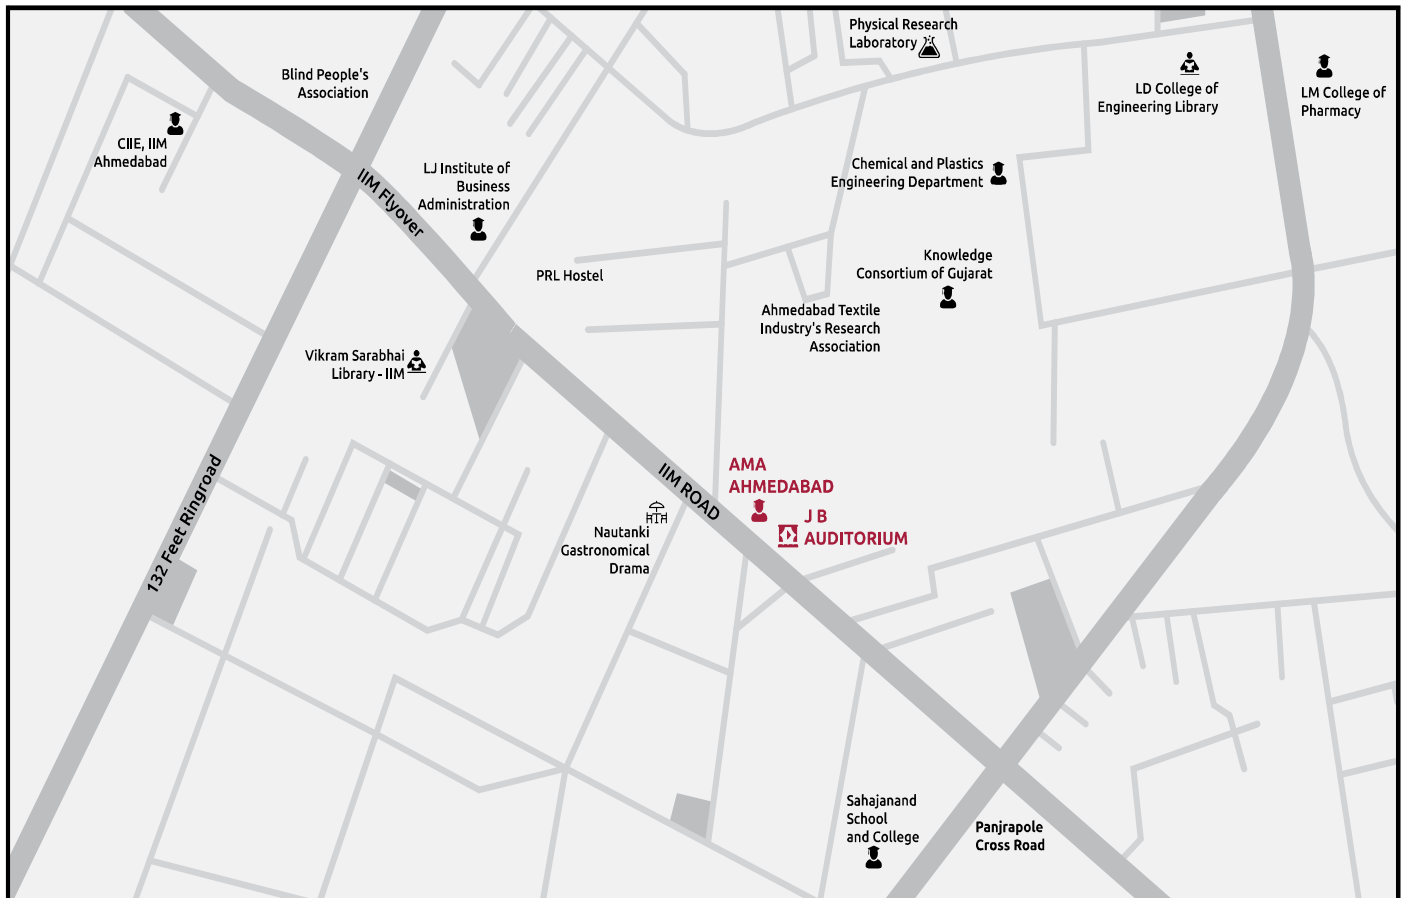 Physical Research
Laboratory
Blind People's
Association
LD College of
Engineering Library
LM College of
Pharmacy
CIIE, IIM
Ahmedabad
LJ Institute of
Business
Administration
IIM Flyover
Chemical and Plastics
Engineering Department
Knowledge
Consortium of Gujarat
PRL Hostel
Ahmedabad Textile
Industry's Research
Association
Vikram Sarabhai
Library - IIM
132 Feet Ringroad
IIM ROAD
AMA
AHMEDABAD
J B
AUDITORIUM
Nautanki
Gastronomical
Drama
Sahajanand
School
and College
Panjrapole
Cross Road